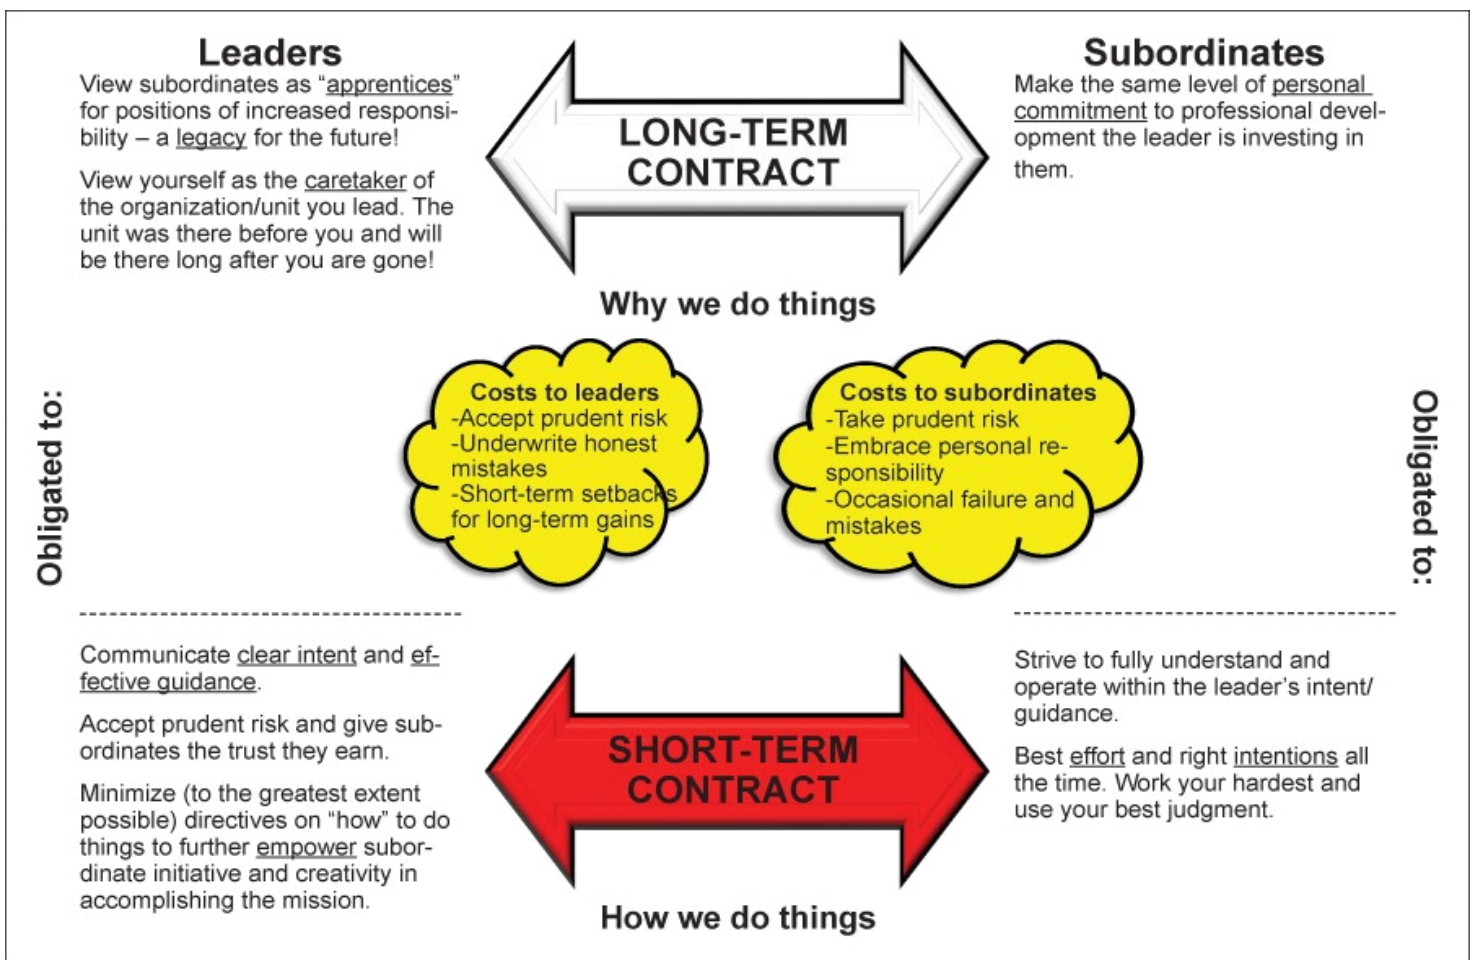 Leaders
View subordinates as “apprentices”
for positions of increased responsi-
bility – a legacy for the future!
View yourself as the caretaker of
the organization/unit you lead. The
unit was there before you and will
be there long after you are gone!
LONG-TERM
CONTRACT
Why we do things
Subordinates
Make the same level of personal
commitment to professional devel-
opment the leader is investing in
them.
Obligated to:
Costs to leaders
-Accept prudent risk
-Underwrite honest
mistakes
-Short-term setbacks
for long-term gains
Costs to subordinates
-Take prudent risk
-Embrace personal re-
sponsibility
-Occasional failure and
mistakes
Obligated to:
Communicate clear intent and ef-
fective guidance.
Accept prudent risk and give sub-
ordinates the trust they earn.
Minimize (to the greatest extent
possible) directives on “how” to do
things to further empower subor-
dinate initiative and creativity in
accomplishing the mission.
SHORT-TERM
CONTRACT
How we do things
Strive to fully understand and
operate within the leader’s intent/
guidance.
Best effort and right intentions all
the time. Work your hardest and
use your best judgment.